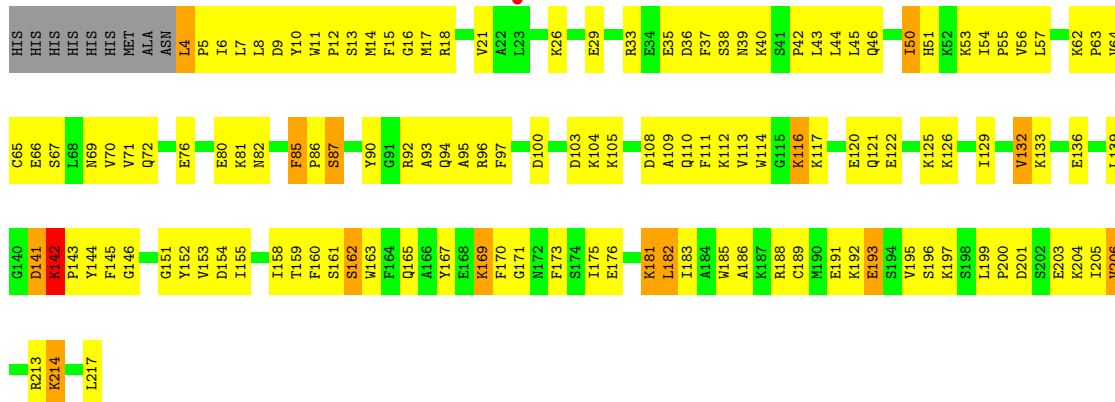 HIS HIS HIS HIS HIS HIS MET ALA ASN L4 P5 I6 L7 L8 D9 Y10 W11 P12 S13 M14 F15 G16 M17 R18 V21 A22 L23 K26 E29 R33 E34 E35 D36 F37 S38 N39 K40 S41 P42 L43 L44 L45 Q46 I50 H51 K52 K53 I54 P55 V56 L57 K62 P63 V64
C65 E66 S67 L68 N69 V70 V71 Q72 E76 E80 K81 N82 F85 P86 S87 Y90 G91 R92 A93 Q94 A95 R96 F97 D100 D103 K104 K105 D108 A109 Q110 F111 K112 V113 W114 G115 K116 K117 E120 Q121 E122 K125 K126 I129 V132 K133 E136 L139
G140 D141 K142 P143 Y144 F145 G146 G151 Y152 V153 D154 I155 I158 T159 F160 S161 S162 W163 F164 Q165 A166 Y167 E168 K169 F170 G171 N172 F173 S174 I175 E176 K181 L182 I183 A184 W185 A186 K187 R188 C189 M190 E191 K192 E193 S194 V195 S196 K197 S198 L199 P200 D201 S202 E203 K204 I205 V206
R213 K214 L217